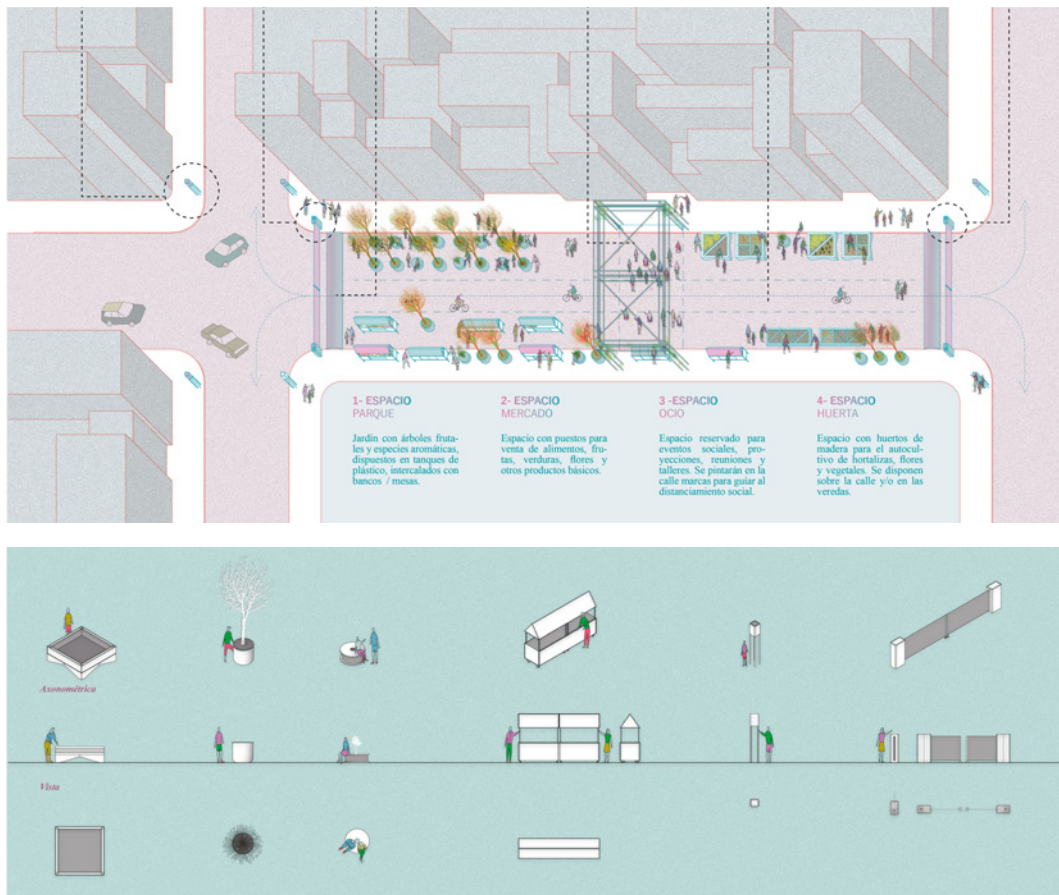 1- ESPACIO
PARQUE
Jardín con árboles fruta-
les y especies aromáticas,
dispuestos en tanques de
plástico, intercalados con
bancos / mesas.
2- ESPACIO
MERCADO
Espacio con puestos para
venta de alimentos, fru-
tas, verduras, flores y
otros productos básicos.
3 -ESPACIO
OCIO
Espacio reservado para
eventos sociales, pro-
yecciones, reuniones y
talleres. Se pintarán en la
calle marcas para guiar al
distanciamiento social.
4- ESPACIO
HUERTA
Espacio con huertos de
madera para el autocul-
tivo de hortalizas, flores
y vegetales. Se disponen
sobre la calle y/o en las
veredas.
Axonométrica
Vista